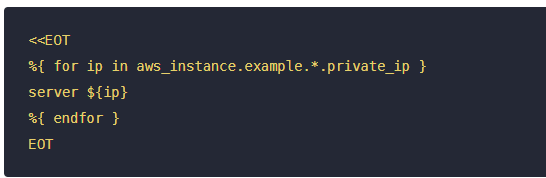 <<EOT
%{ for ip in aws_instance.example.*.private_ip }
server ${ip}
%{ endfor }
EOT